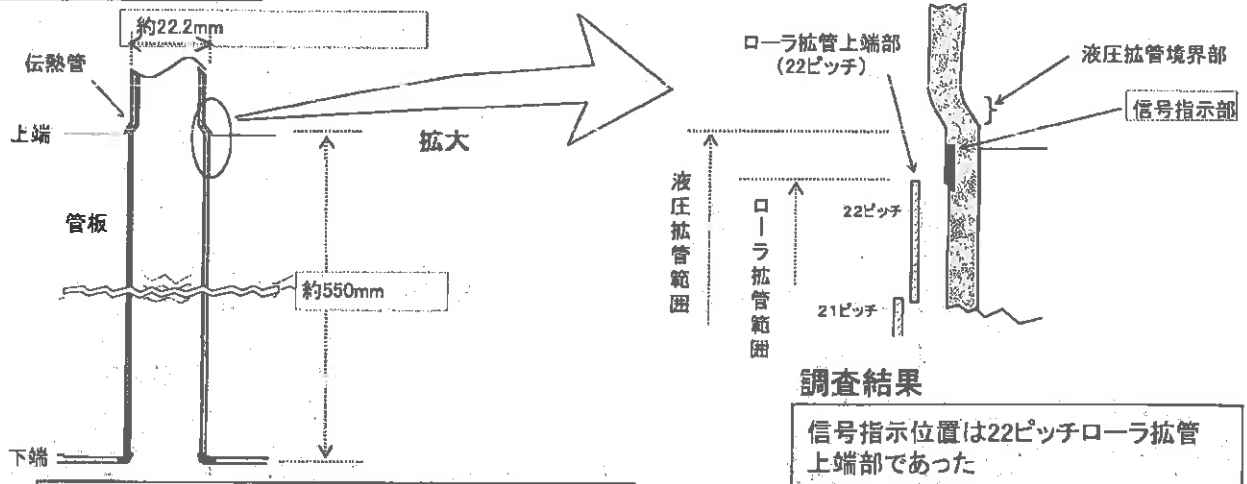 約22.2mm
伝熱管
上端
管板
約550mm
下端
拡大
ローラ拡管上端部
（22ピッチ）
液圧拡管境界部
信号指示部
液圧拡管範囲
ローラ拡管範囲
22ピッチ
21ピッチ
調査結果
信号指示位置は22ピッチローラ拡管
上端部であった